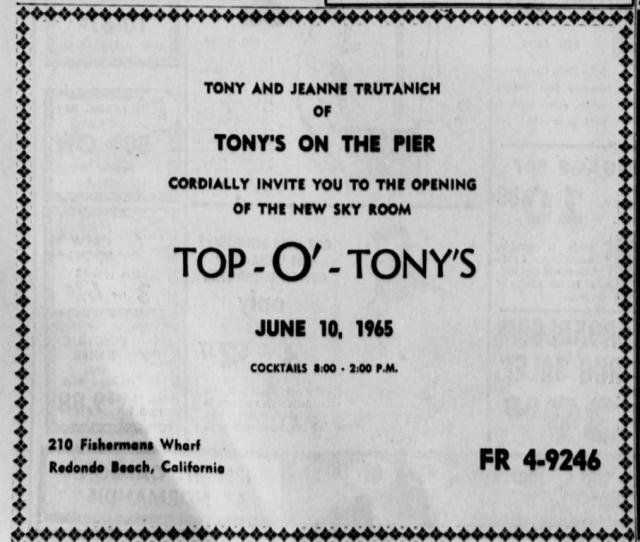 TONY AND JEANNE TRUTANICH
OF
TONY'S ON THE PIER
CORDIALLY INVITE YOU TO THE OPENING
OF THE NEW SKY ROOM
TOP - O' - TONY'S
JUNE 10, 1965
COCKTAILS 8:00 - 2:00 P.M.
210 Fishermans Wharf
Redondo Beach, California
FR 4-9246